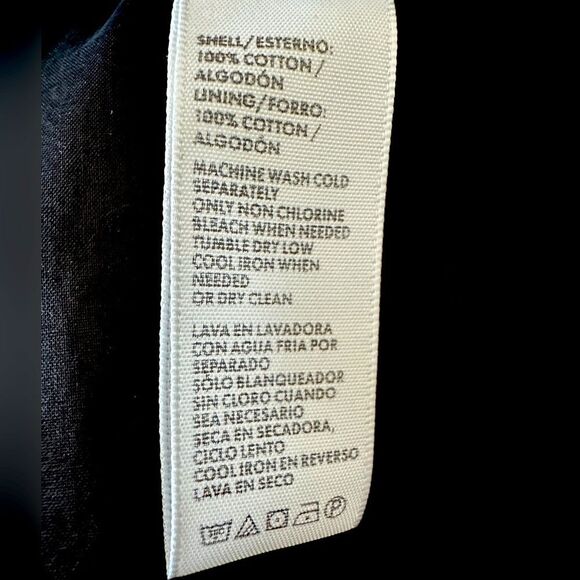 SHELL/ESTERNO:
100% COTTON/
ALGODÓN
LINING/FORRO:
100% COTTON/
ALGODÓN
MACHINE WASH COLD
SEPARATELY
ONLY NON CHLORINE
BLEACH WHEN NEEDED
TUMBLE DRY LOW
COOL IRON WHEN
NEEDED
OR DRY CLEAN
LAVA EN LAVADORA
CON AGUA FRIA POR
SEPARADO
SÓLO BLANQUEADOR
SIN CLORO CUANDO
SEA NECESARIO
SECA EN SECADORA,
CICLO LENTO
COOL IRON EN REVERSO
LAVA EN SECO